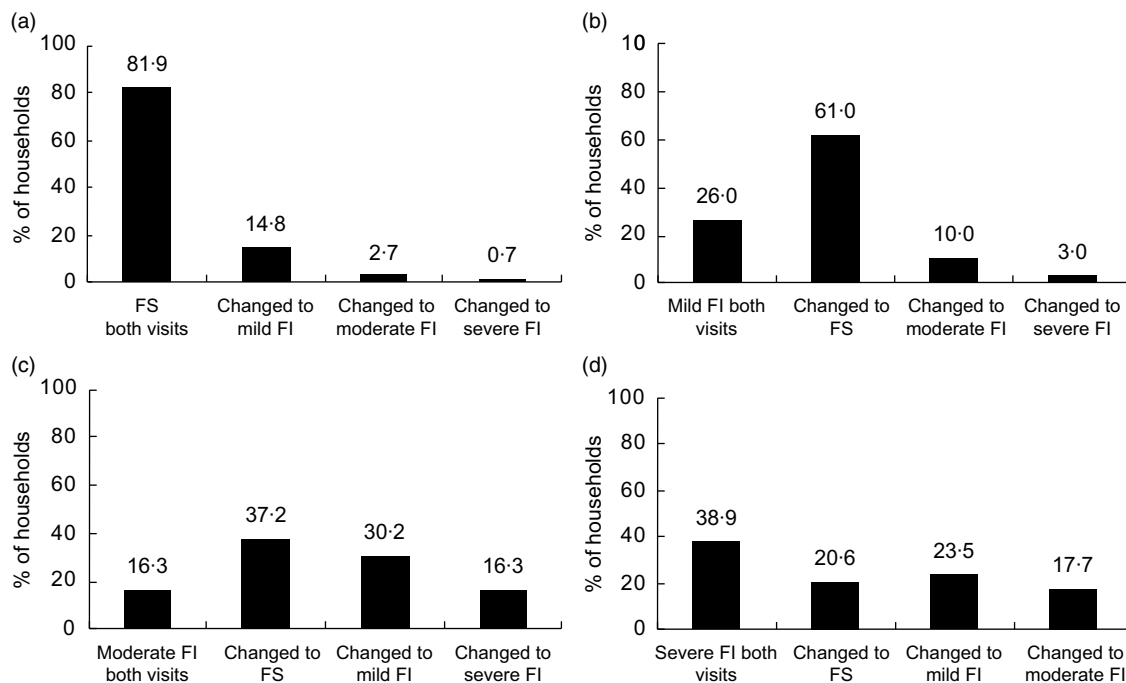 (a)
100
80
60
40
20
0
% of households
81·9
14·8
2·7
0·7
FS
both visits
Changed to
mild FI
Changed to
moderate FI
Changed to
severe FI
(b)
10
80
60
40
20
0
% of households
26·0
61·0
10·0
3·0
Mild FI both
visits
Changed to
FS
Changed to
moderate FI
Changed to
severe FI
(c)
100
80
60
40
20
0
% of households
16·3
37·2
30·2
16·3
Moderate FI
both visits
Changed to
FS
Changed to
mild FI
Changed to
severe FI
(d)
100
80
60
40
20
0
% of households
38·9
20·6
23·5
17·7
Severe FI both
visits
Changed to
FS
Changed to
mild FI
Changed to
moderate FI